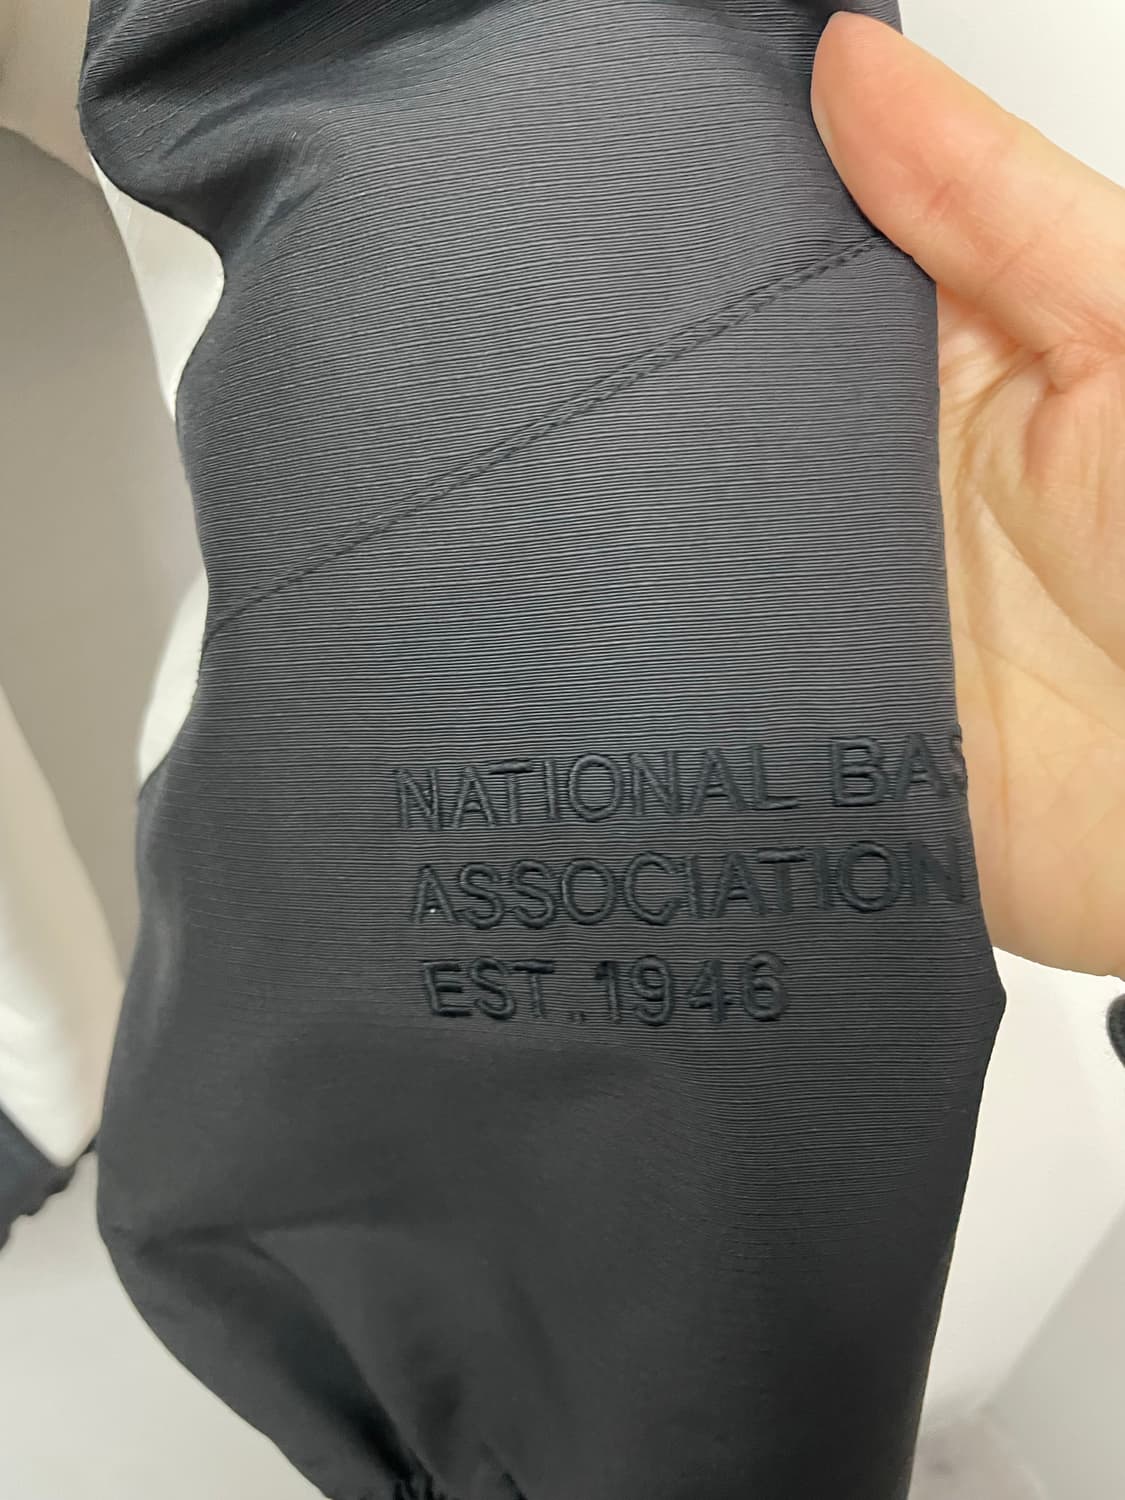 NATIONAL BAS
ASSOCIATION
EST. 1946